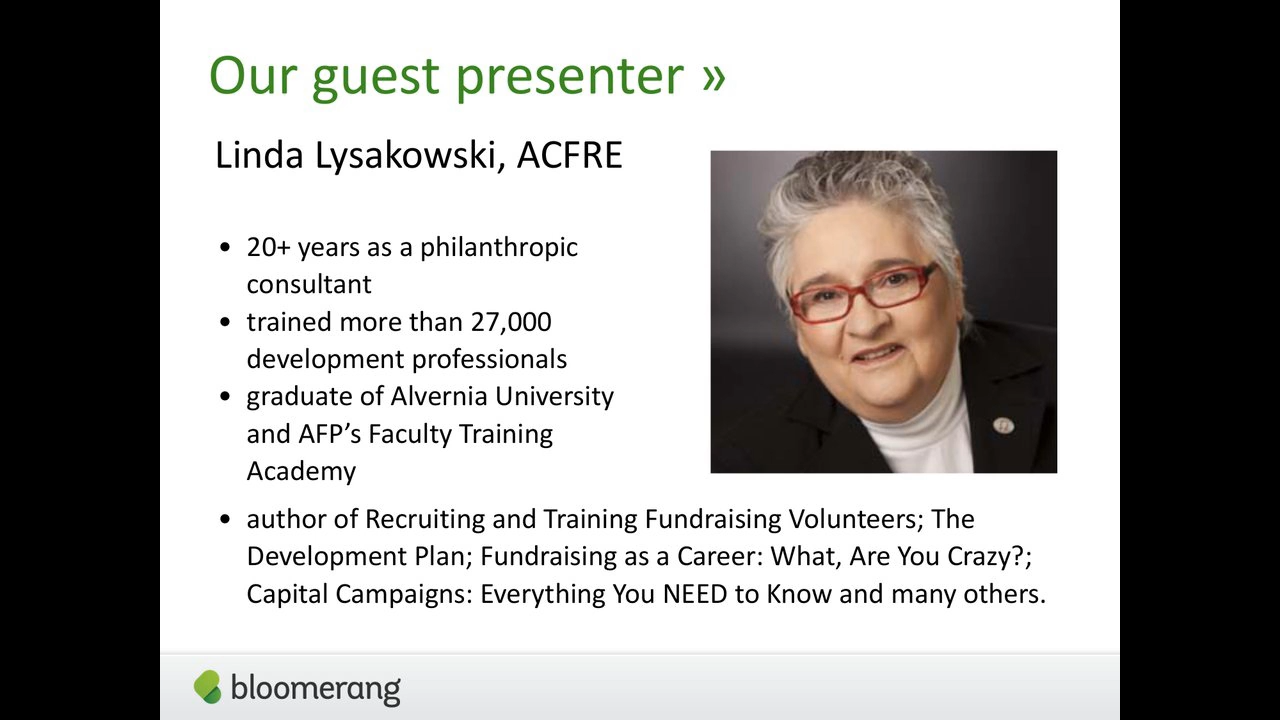 Our guest presenter »
Linda Lysakowski, ACFRE
• 20+ years as a philanthropic
consultant
• trained more than 27,000
development professionals
• graduate of Alvernia University
and AFP’s Faculty Training
Academy
• author of Recruiting and Training Fundraising Volunteers; The
Development Plan; Fundraising as a Career: What, Are You Crazy?;
Capital Campaigns: Everything You NEED to Know and many others.
bloomerang